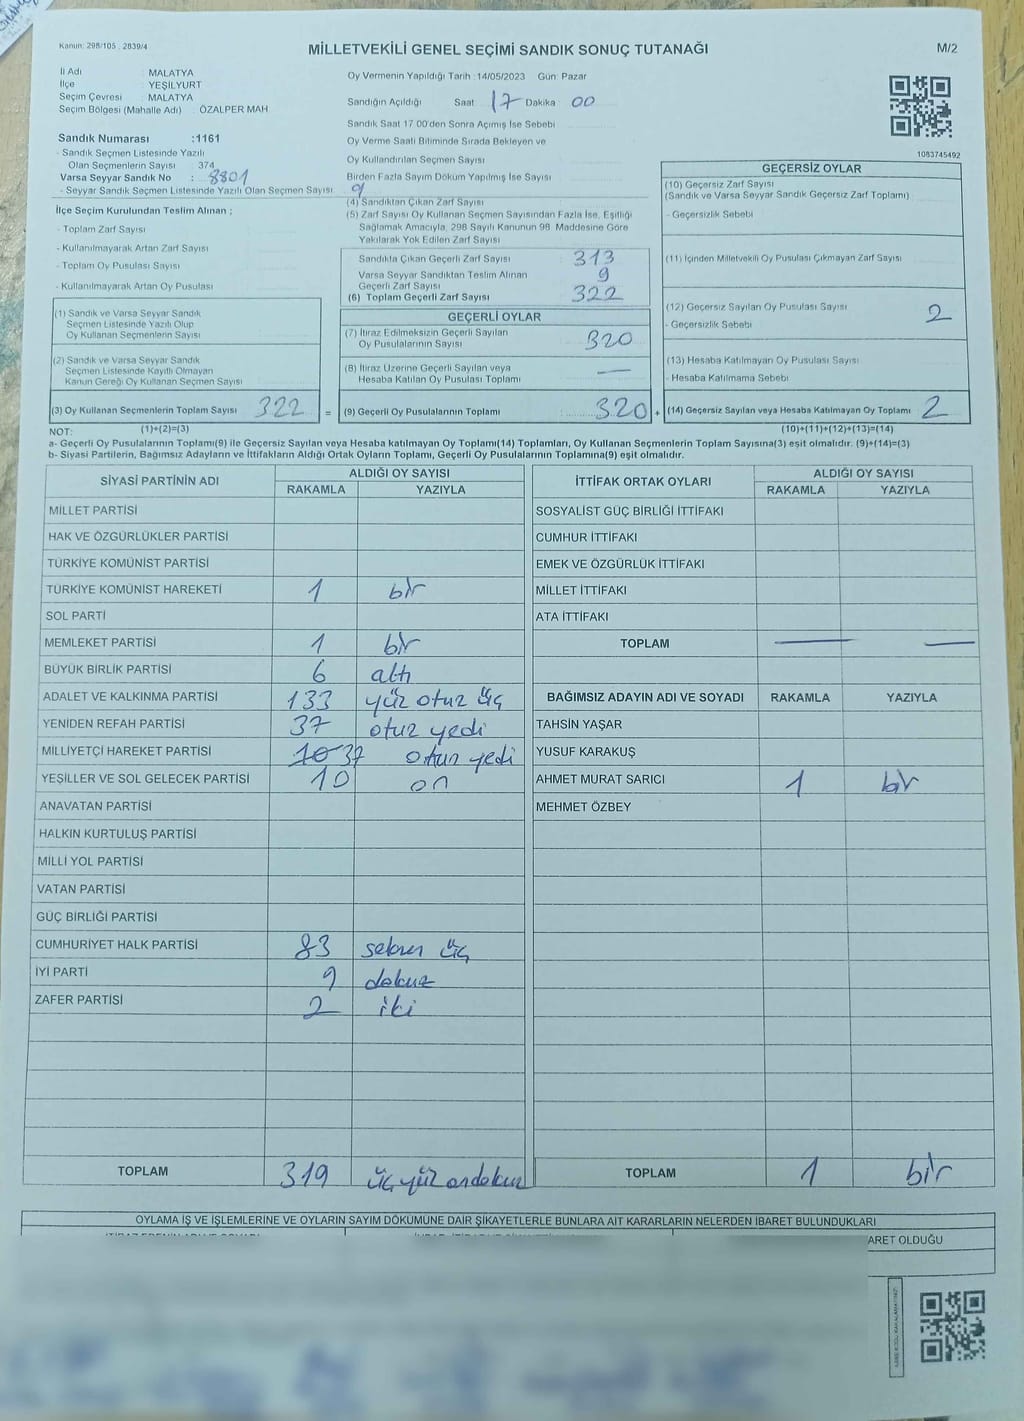 Kanun: 298/105 , 2839/4
MİLLETVEKİLİ GENEL SEÇİMİ SANDIK SONUÇ TUTANAĞI
M/2
İl Adı : MALATYA
İlçe : YEŞİLYURT
Seçim Çevresi : MALATYA
Seçim Bölgesi (Mahalle Adı) : ÖZALPER MAH
Sandık Numarası :1161
- Sandık Seçmen Listesinde Yazılı
Olan Seçmenlerin Sayısı : 374
Varsa Seyyar Sandık No : 8801
- Seyyar Sandık Seçmen Listesinde Yazılı Olan Seçmen Sayısı : 9
Oy Vermenin Yapıldığı Tarih :14/05/2023 Gün: Pazar
Sandığın Açıldığı Saat 17 Dakika 00
Sandık Saat 17.00'den Sonra Açımış İse Sebebi
Oy Verme Saati Bitiminde Sırada Bekleyen ve
Oy Kullandırılan Seçmen Sayısı
Birden Fazla Sayım Döküm Yapılmış İse Sayısı
1083745492
İlçe Seçim Kurulundan Teslim Alınan ;
- Toplam Zarf Sayısı
- Kullanılmayarak Artan Zarf Sayısı
- Toplam Oy Pusulası Sayısı
- Kullanılmayarak Artan Oy Pusulası
(1) Sandık ve Varsa Seyyar Sandık
Seçmen Listesinde Yazılı Olup
Oy Kullanan Seçmenlerin Sayısı
(2) Sandık ve Varsa Seyyar Sandık
Seçmen Listesinde Kayıtlı Olmayan
Kanun Gereği Oy Kullanan Seçmen Sayısı
(3) Oy Kullanan Seçmenlerin Toplam Sayısı 322 =
(4) Sandıktan Çıkan Zarf Sayısı
(5) Zarf Sayısı Oy Kullanan Seçmen Sayısından Fazla İse, Eşitliği
Sağlamak Amacıyla, 298 Sayılı Kanunun 98. Maddesine Göre
Yakılarak Yok Edilen Zarf Sayısı
Sandıkta Çıkan Geçerli Zarf Sayısı 313
Varsa Seyyar Sandıktan Teslim Alınan
Geçerli Zarf Sayısı 9
(6) Toplam Geçerli Zarf Sayısı 322
GEÇERLİ OYLAR
(7) İtiraz Edilmeksizin Geçerli Sayılan
Oy Pusulalarının Sayısı 320
(8) İtiraz Üzerine Geçerli Sayılan veya
Hesaba Katılan Oy Pusulası Toplamı —
(9) Geçerli Oy Pusulalarının Toplamı : 320 +
GEÇERSİZ OYLAR
(10) Geçersiz Zarf Sayısı
(Sandık ve Varsa Seyyar Sandık Geçersiz Zarf Toplamı)
- Geçersizlik Sebebi
(11) İçinden Milletvekili Oy Pusulası Çıkmayan Zarf Sayısı
(12) Geçersiz Sayılan Oy Pusulası Sayısı 2
- Geçersizlik Sebebi
(13) Hesaba Katılmayan Oy Pusulası Sayısı
- Hesaba Katılmama Sebebi
(14) Geçersiz Sayılan veya Hesaba Katılmayan Oy Toplamı 2
NOT: (1)+(2)=(3)
(10)+(11)+(12)+(13)=(14)
a- Geçerli Oy Pusulalarının Toplamı(9) ile Geçersiz Sayılan veya Hesaba katılmayan Oy Toplamı(14) Toplamları, Oy Kullanan Seçmenlerin Toplam Sayısına(3) eşit olmalıdır. (9)+(14)=(3)
b- Siyasi Partilerin, Bağımsız Adayların ve İttifakların Aldığı Ortak Oyların Toplamı, Geçerli Oy Pusulalarının Toplamına(9) eşit olmalıdır.
SİYASİ PARTİNİN ADI ALDIĞI OY SAYISI
RAKAMLA YAZIYLA
MİLLET PARTİSİ
HAK VE ÖZGÜRLÜKLER PARTİSİ
TÜRKİYE KOMÜNİST PARTİSİ
TÜRKİYE KOMÜNİST HAREKETİ 1 bir
SOL PARTİ
MEMLEKET PARTİSİ 1 bir
BÜYÜK BİRLİK PARTİSİ 6 altı
ADALET VE KALKINMA PARTİSİ 133 yüz otuz üç
YENİDEN REFAH PARTİSİ 37 otuz yedi
MİLLİYETÇİ HAREKET PARTİSİ 10 37 otuz yedi
YEŞİLLER VE SOL GELECEK PARTİSİ 10 on
ANAVATAN PARTİSİ
HALKIN KURTULUŞ PARTİSİ
MİLLİ YOL PARTİSİ
VATAN PARTİSİ
GÜÇ BİRLİĞİ PARTİSİ
CUMHURİYET HALK PARTİSİ 83 seksen üç
İYİ PARTİ 9 dokuz
ZAFER PARTİSİ 2 iki
TOPLAM 319 üç yüz ondokuz
İTTİFAK ORTAK OYLARI ALDIĞI OY SAYISI
RAKAMLA YAZIYLA
SOSYALİST GÜÇ BİRLİĞİ İTTİFAKI
CUMHUR İTTİFAKI
EMEK VE ÖZGÜRLÜK İTTİFAKI
MİLLET İTTİFAKI
ATA İTTİFAKI
TOPLAM — —
BAĞIMSIZ ADAYIN ADI VE SOYADI RAKAMLA YAZIYLA
TAHSİN YAŞAR
YUSUF KARAKUŞ
AHMET MURAT SARICI 1 bir
MEHMET ÖZBEY
TOPLAM 1 bir
OYLAMA İŞ VE İŞLEMLERİNE VE OYLARIN SAYIM DÖKÜMÜNE DAİR ŞİKAYETLERLE BUNLARA AİT KARARLARIN NELERDEN İBARET BULUNDUKLARI
ARET OLDUĞU